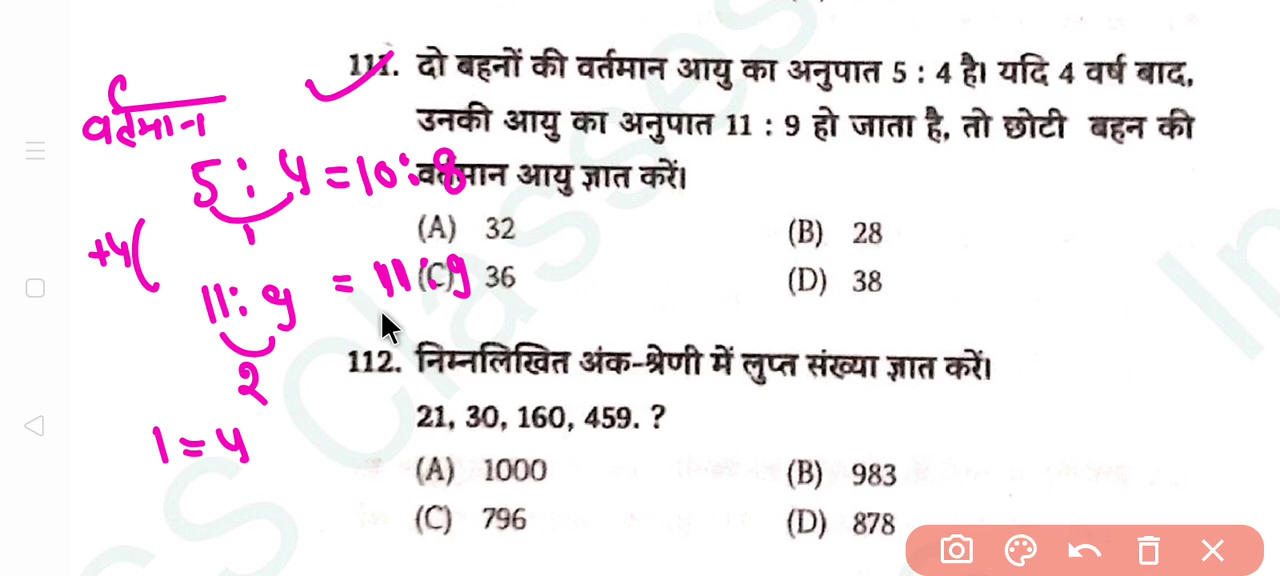 111. दो बहनों की वर्तमान आयु का अनुपात 5 : 4 है। यदि 4 वर्ष बाद,
उनकी आयु का अनुपात 11 : 9 हो जाता है, तो छोटी बहन की
वर्तमान आयु ज्ञात करें।
(A) 32 (B) 28
(C) 36 (D) 38
वर्तमान
5 : 4 = 10 : 8
1
+4
11 : 9 = 11 : 9
2
1 = 4
112. निम्नलिखित अंक-श्रेणी में लुप्त संख्या ज्ञात करें।
21, 30, 160, 459. ?
(A) 1000 (B) 983
(C) 796 (D) 878